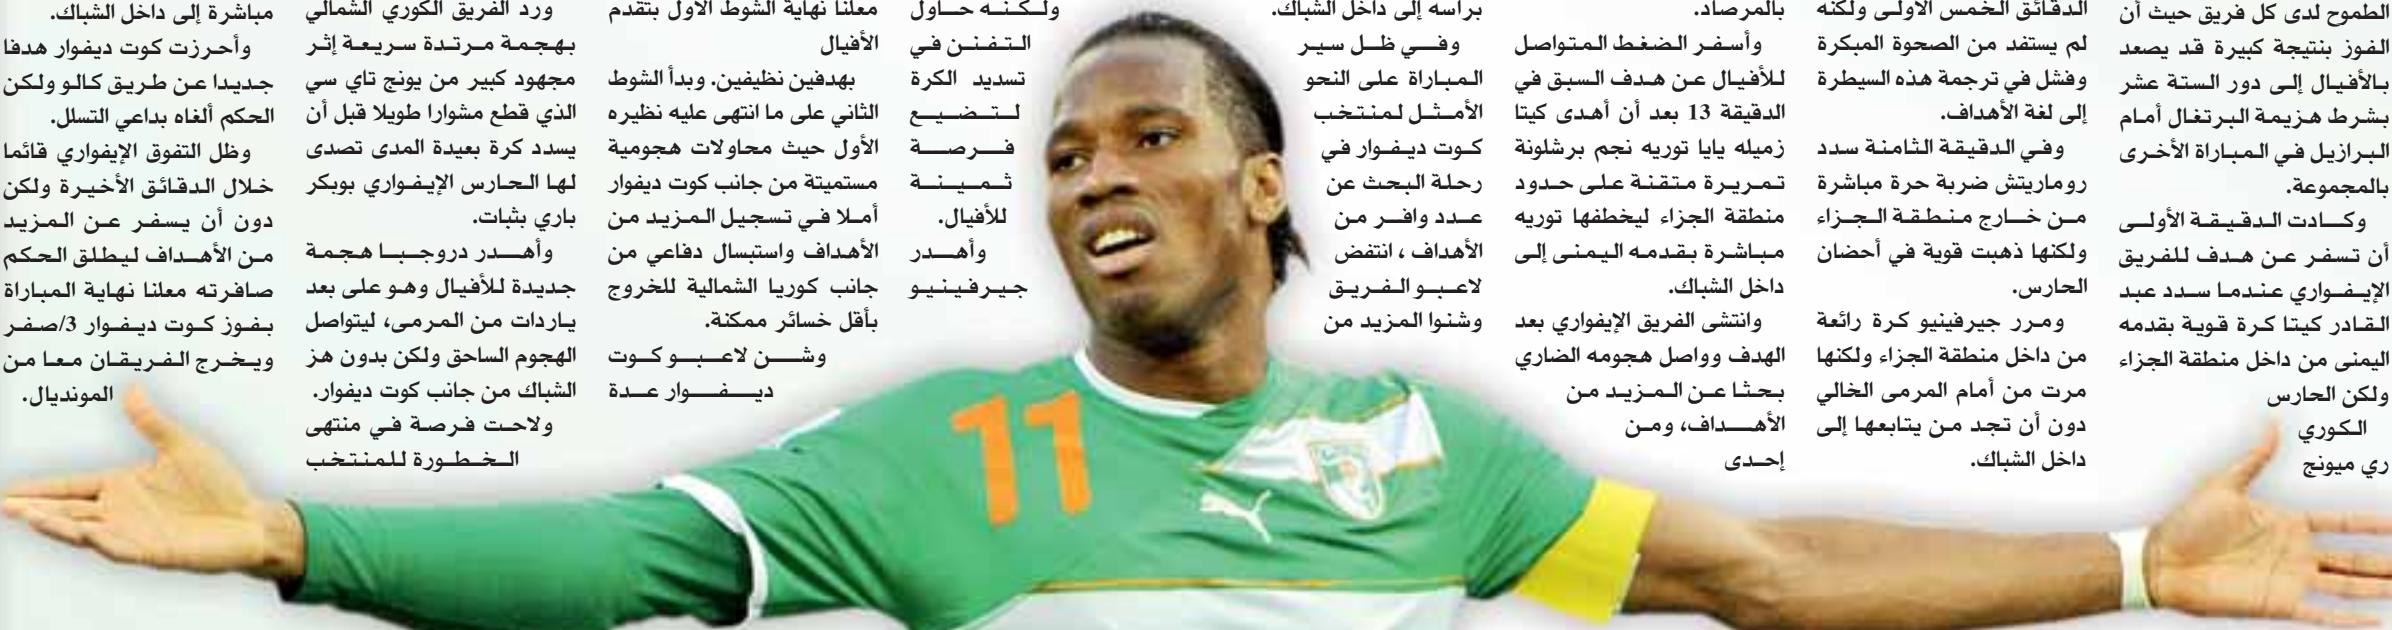 الطموح لدى كل فريق حيث أن
الفوز بنتيجة كبيرة قد يصعد
بالأفيال إلى دور الستة عشر
بشرط هزيمة البرتغال أمام
البرازيل في المباراة الأخرى
بالمجموعة.
وكادت الدقيقة الأولى
أن تسفر عن هدف للفريق
الإيفواري عندما سدد عبد
القادر كيتا كرة قوية بقدمه
اليمنى من داخل منطقة الجزاء
ولكن الحارس
الكوري
ري ميونج
الدقائق الخمس الأولى ولكنه
لم يستفد من الصحوة المبكرة
وفشل في ترجمة هذه السيطرة
إلى لغة الأهداف.
وفي الدقيقة الثامنة سدد
روماريتش ضربة حرة مباشرة
من خارج منطقة الجزاء
ولكنها ذهبت قوية في أحضان
الحارس.
ومرر جيرفينيو كرة رائعة
من داخل منطقة الجزاء ولكنها
مرت من أمام المرمى الخالي
دون أن تجد من يتابعها إلى
داخل الشباك.
بالمرصاد.
وأسفر الضغط المتواصل
للأفيال عن هدف السبق في
الدقيقة 13 بعد أن أهدى كيتا
زميله يايا توريه نجم برشلونة
تمريرة متقنة على حدود
منطقة الجزاء ليخطفها توريه
مباشرة بقدمه اليمنى إلى
داخل الشباك.
وانتشى الفريق الإيفواري بعد
الهدف وواصل هجومه الضاري
بحثا عن المزيد من
الأهداف، ومن
إحدى
برأسه إلى داخل الشباك.
وفي ظل سير
المباراة على النحو
الأمثل لمنتخب
كوت ديفوار في
رحلة البحث عن
عدد وافر من
الأهداف ، انتفض
لاعبو الفريق
وشنوا المزيد من
ولكنه حاول
التفنن في
تسديد الكرة
لتضييع
فرصة
ثمينة
للأفيال.
وأهدر
جيرفينيو
معلنا نهاية الشوط الأول بتقدم
الأفيال
بهدفين نظيفين. وبدأ الشوط
الثاني على ما انتهى عليه نظيره
الأول حيث محاولات هجومية
مستميتة من جانب كوت ديفوار
أملا في تسجيل المزيد من
الأهداف واستبسال دفاعي من
جانب كوريا الشمالية للخروج
بأقل خسائر ممكنة.
وشن لاعبو كوت
ديفوار عدة
ورد الفريق الكوري الشمالي
بهجمة مرتدة سريعة إثر
مجهود كبير من يونج تاي سي
الذي قطع مشوارا طويلا قبل أن
يسدد كرة بعيدة المدى تصدى
لها الحارس الإيفواري بوبكر
باري بثبات.
وأهدر دروجبا هجمة
جديدة للأفيال وهو على بعد
ياردات من المرمى، ليتواصل
الهجوم الساحق ولكن بدون هز
الشباك من جانب كوت ديفوار.
ولاحت فرصة في منتهى
الخطورة للمنتخب
مباشرة إلى داخل الشباك.
وأحرزت كوت ديفوار هدفا
جديدا عن طريق كالو ولكن
الحكم ألغاه بداعي التسلل.
وظل التفوق الإيفواري قائما
خلال الدقائق الأخيرة ولكن
دون أن يسفر عن المزيد
من الأهداف ليطلق الحكم
صافرته معلنا نهاية المباراة
بفوز كوت ديفوار 3/صفر
ويخرج الفريقان معا من
المونديال.
11